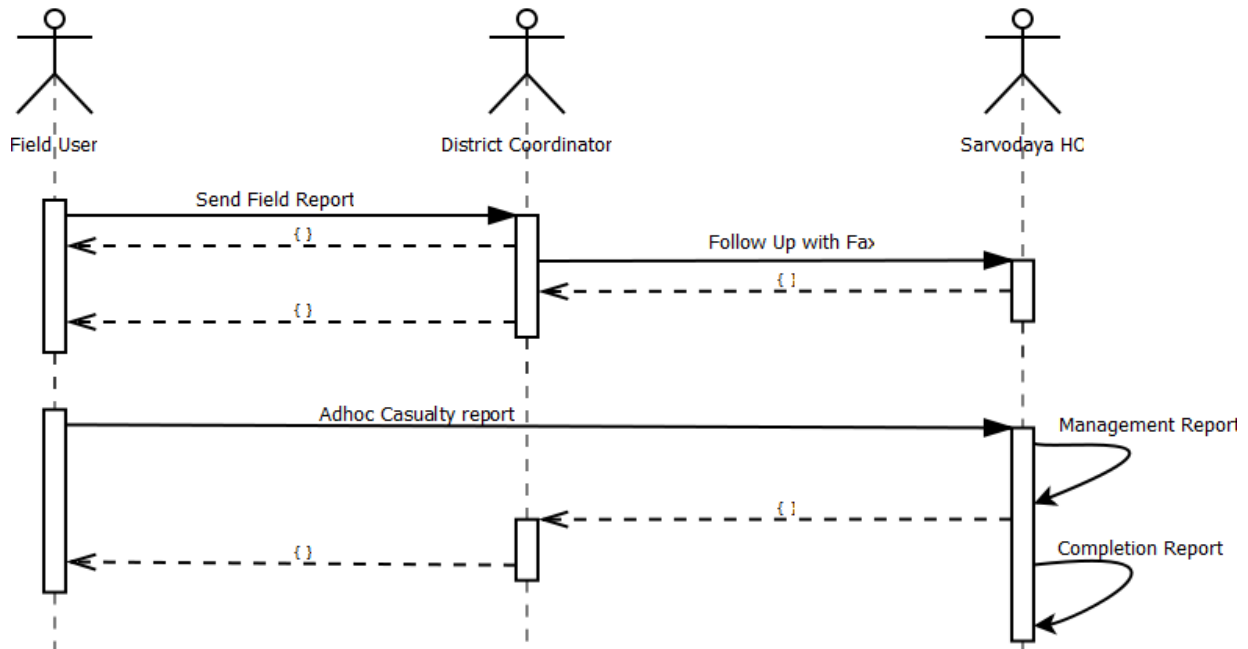 Field User
District Coordinator
Sarvodaya HC
Send Field Report
{ }
Follow Up with Fax
{ }
{ }
Adhoc Casualty report
Management Report
{ }
{ }
Completion Report